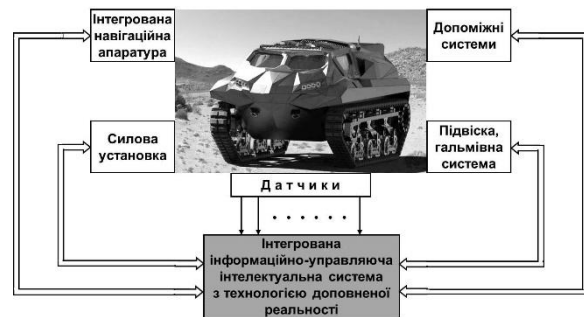 Інтегрована
навігаційна
апаратура
Допоміжні
системи
Силова
установка
Підвіска,
гальмівна
система
Датчики
Інтегрована
інформаційно-управляюча
інтелектуальна система
з технологією доповненої
реальності